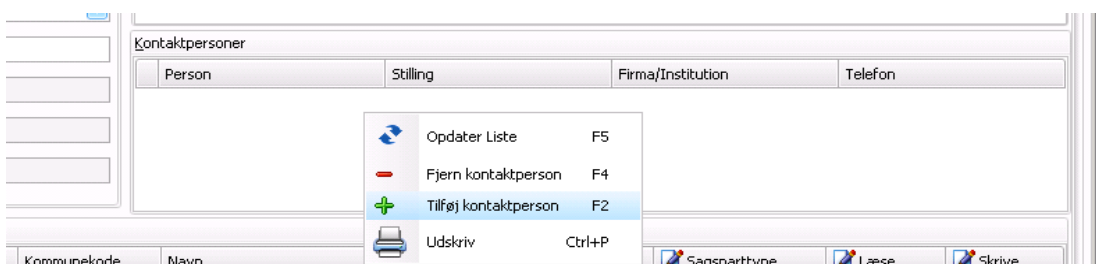 Kontaktpersoner
Person Stilling Firma/Institution Telefon
Opdater Liste F5
Fjern kontaktperson F4
Tilføj kontaktperson F2
Udskriv Ctrl+P
Kommunekode Navn Sagsparttype Læse Skrive